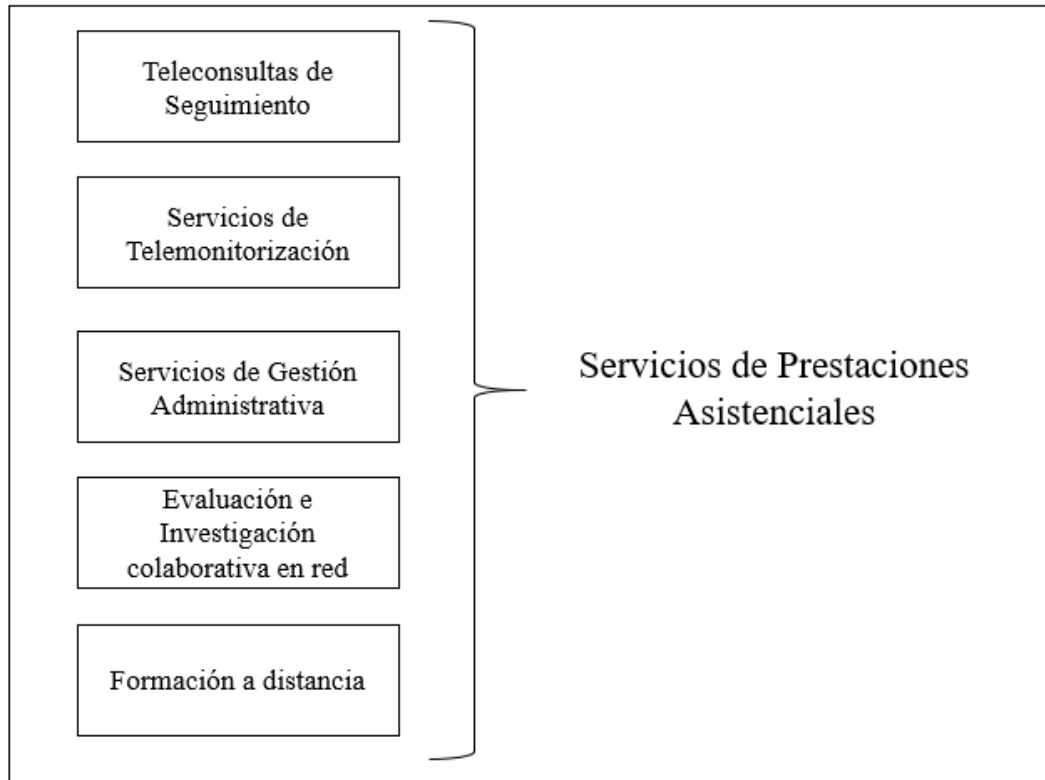 Teleconsultas de
Seguimiento
Servicios de
Telemonitorización
Servicios de Gestión
Administrativa
Evaluación e
Investigación
colaborativa en red
Formación a distancia
Servicios de Prestaciones
Asistenciales